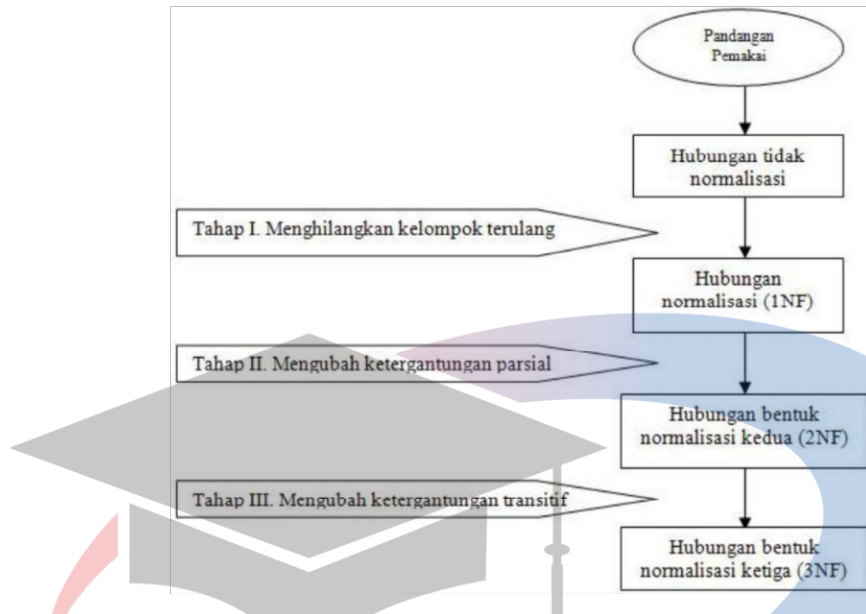 Pandangan
Pemakai
Hubungan tidak
normalisasi
Tahap I. Menghilangkan kelompok terulang
Hubungan
normalisasi (1NF)
Tahap II. Mengubah ketergantungan parsial
Hubungan bentuk
normalisasi kedua (2NF)
Tahap III. Mengubah ketergantungan transitif
Hubungan bentuk
normalisasi ketiga (3NF)